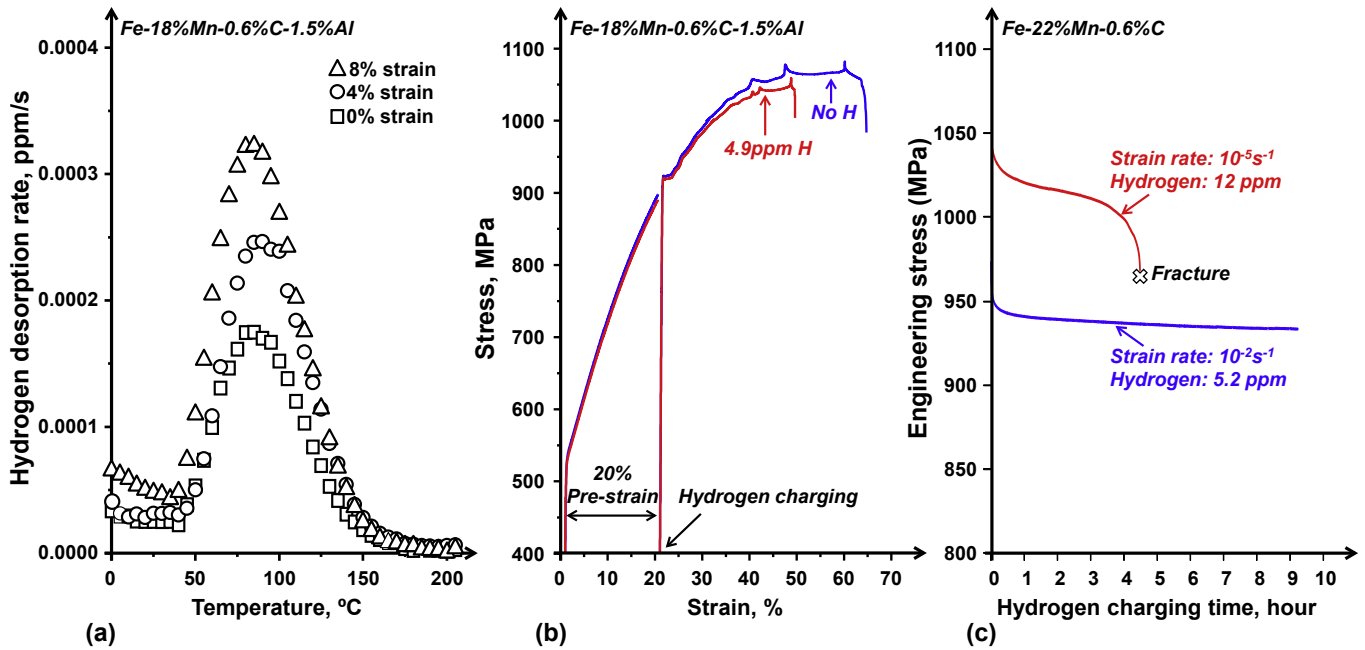 Fe-18%Mn-0.6%C-1.5%Al
Hydrogen desorption rate, ppm/s
0.0004
0.0003
0.0002
0.0001
0.0000
8% strain
4% strain
0% strain
0
50
100
150
200
Temperature, ºC
(a)
Fe-18%Mn-0.6%C-1.5%Al
Stress, MPa
1100
1000
900
800
700
600
500
400
No H
4.9ppm H
20%
Pre-strain
Hydrogen charging
0
10
20
30
40
50
60
70
Strain, %
(b)
Fe-22%Mn-0.6%C
Engineering stress (MPa)
1100
1050
1000
950
900
850
800
Strain rate: 10⁻⁵s⁻¹
Hydrogen: 12 ppm
Fracture
Strain rate: 10⁻²s⁻¹
Hydrogen: 5.2 ppm
0
1
2
3
4
5
6
7
8
9
10
Hydrogen charging time, hour
(c)